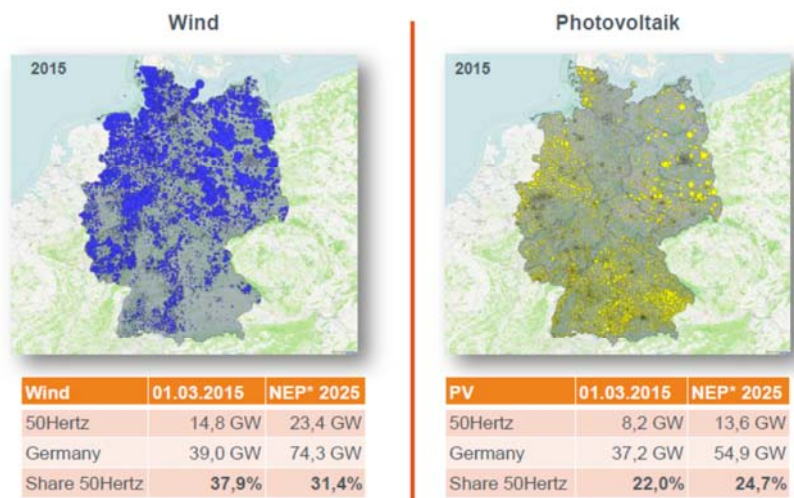 Wind
Photovoltaik
2015
2015
Wind 01.03.2015 NEP* 2025
50Hertz 14,8 GW 23,4 GW
Germany 39,0 GW 74,3 GW
Share 50Hertz 37,9% 31,4%
PV 01.03.2015 NEP* 2025
50Hertz 8,2 GW 13,6 GW
Germany 37,2 GW 54,9 GW
Share 50Hertz 22,0% 24,7%